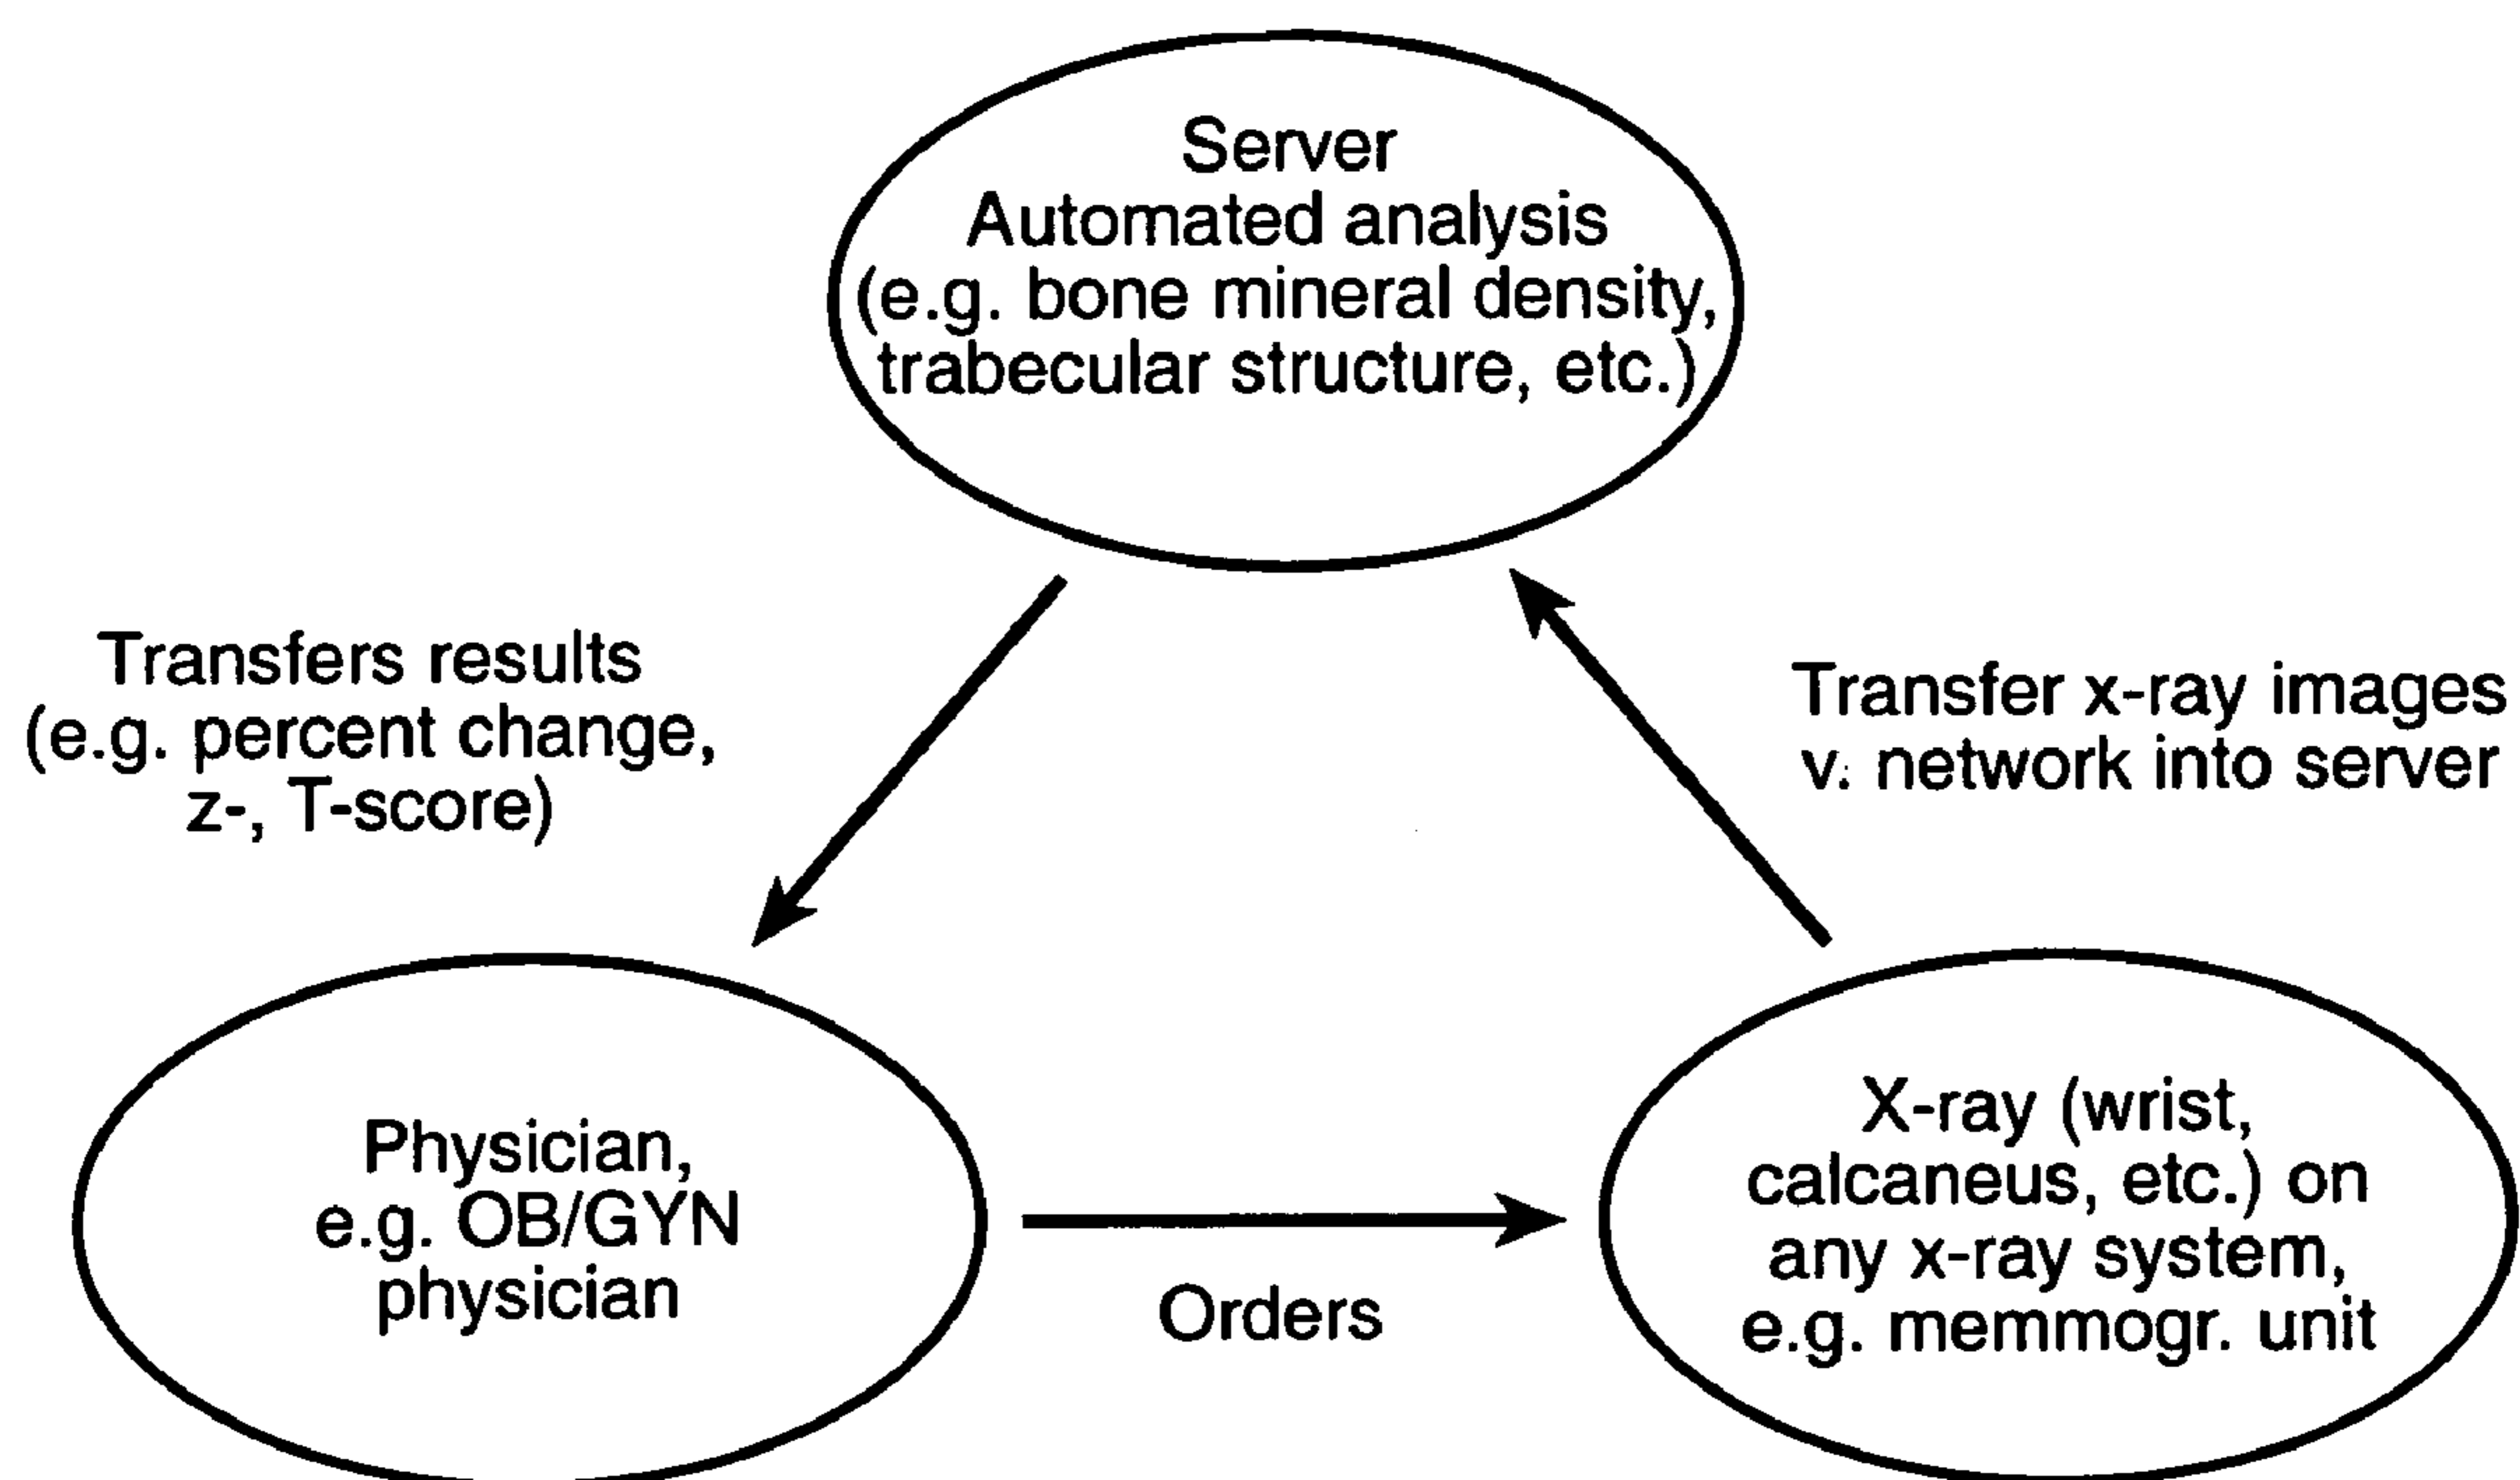 Server
Automated analysis
(e.g. bone mineral density,
trabecular structure, etc.)
Transfers results
(e.g. percent change,
z-, T-score)
Transfer x-ray images
v. network into server
Physician,
e.g. OB/GYN
physician
Orders
X-ray (wrist,
calcaneus, etc.) on
any x-ray system,
e.g. memmogr. unit